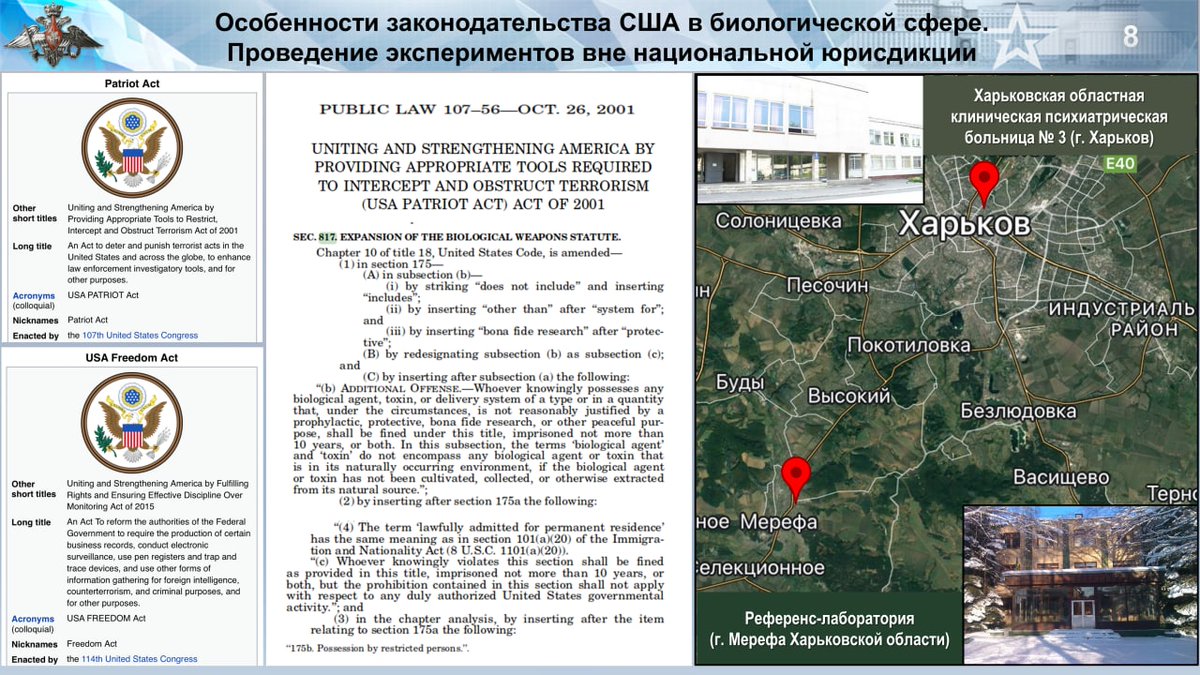 Особенности законодательства США в биологической сфере.
Проведение экспериментов вне национальной юрисдикции
8
Patriot Act
Other short titles
Uniting and Strengthening America by
Providing Appropriate Tools to Restrict,
Intercept and Obstruct Terrorism Act of 2001
Long title
An Act to deter and punish terrorist acts in the
United States and across the globe, to enhance
law enforcement investigatory tools, and for
other purposes.
Acronyms (colloquial)
USA PATRIOT Act
Nicknames
Patriot Act
Enacted by
the 107th United States Congress
USA Freedom Act
Other short titles
Uniting and Strengthening America by Fulfilling
Rights and Ensuring Effective Discipline Over
Monitoring Act of 2015
Long title
An Act To reform the authorities of the Federal
Government to require the production of certain
business records, conduct electronic
surveillance, use pen registers and trap and
trace devices, and use other forms of
information gathering for foreign intelligence,
counterterrorism, and criminal purposes, and
for other purposes.
Acronyms (colloquial)
USA FREEDOM Act
Nicknames
Freedom Act
Enacted by
the 114th United States Congress
PUBLIC LAW 107–56—OCT. 26, 2001
UNITING AND STRENGTHENING AMERICA BY
PROVIDING APPROPRIATE TOOLS REQUIRED
TO INTERCEPT AND OBSTRUCT TERRORISM
(USA PATRIOT ACT) ACT OF 2001
SEC. 817. EXPANSION OF THE BIOLOGICAL WEAPONS STATUTE.
Chapter 10 of title 18, United States Code, is amended—
(1) in section 175—
(A) in subsection (b)—
(i) by striking “does not include” and inserting
“includes”;
(ii) by inserting “other than” after “system for”;
and
(iii) by inserting “bona fide research” after “protec-
tive”;
(B) by redesignating subsection (b) as subsection (c);
and
(C) by inserting after subsection (a) the following:
“(b) ADDITIONAL OFFENSE.—Whoever knowingly possesses any
biological agent, toxin, or delivery system of a type or in a quantity
that, under the circumstances, is not reasonably justified by a
prophylactic, protective, bona fide research, or other peaceful pur-
pose, shall be fined under this title, imprisoned not more than
10 years, or both. In this subsection, the terms ‘biological agent’
and ‘toxin’ do not encompass any biological agent or toxin that
is in its naturally occurring environment, if the biological agent
or toxin has not been cultivated, collected, or otherwise extracted
from its natural source.”;
(2) by inserting after section 175a the following:
“(4) The term ‘lawfully admitted for permanent residence’
has the same meaning as in section 101(a)(20) of the Immigra-
tion and Nationality Act (8 U.S.C. 1101(a)(20)).
“(c) Whoever knowingly violates this section shall be fined
as provided in this title, imprisoned not more than 10 years, or
both, but the prohibition contained in this section shall not apply
with respect to any duly authorized United States governmental
activity.”; and
(3) in the chapter analysis, by inserting after the item
relating to section 175a the following:
“175b. Possession by restricted persons.”.
Харьковская областная
клиническая психиатрическая
больница № 3 (г. Харьков)
E40
Солоницевка
Харьков
Песочин
ИНДУСТРИАЛЬ
РАЙОН
Покотиловка
Буды
Высокий
Безлюдовка
Васищево
Терно
ное
Мерефа
Селекционное
Референс-лаборатория
(г. Мерефа Харьковской области)